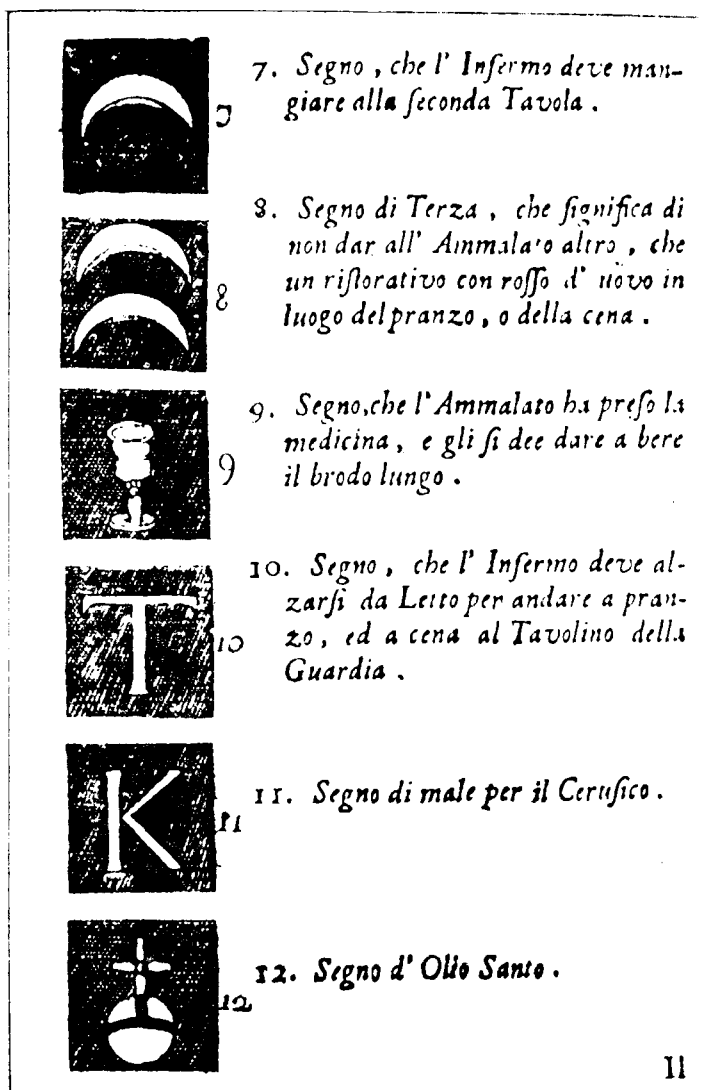 7. Segno, che l' Infermo deve man-
giare alla ſeconda Tavola.
7
8. Segno di Terza, che ſignifica di
non dar all' Ammalato altro, che
un riſtorativo con roſſo d' uovo in
luogo del pranzo, o della cena.
8
9. Segno, che l' Ammalato ha preſo la
medicina, e gli ſi dee dare a bere
il brodo lungo.
9
10. Segno, che l' Infermo deve al-
zarſi da Letto per andare a pran-
zo, ed a cena al Tavolino della
Guardia.
T
10
11. Segno di male per il Ceruſico.
K
11
12. Segno d' Olio Santo.
12
Il